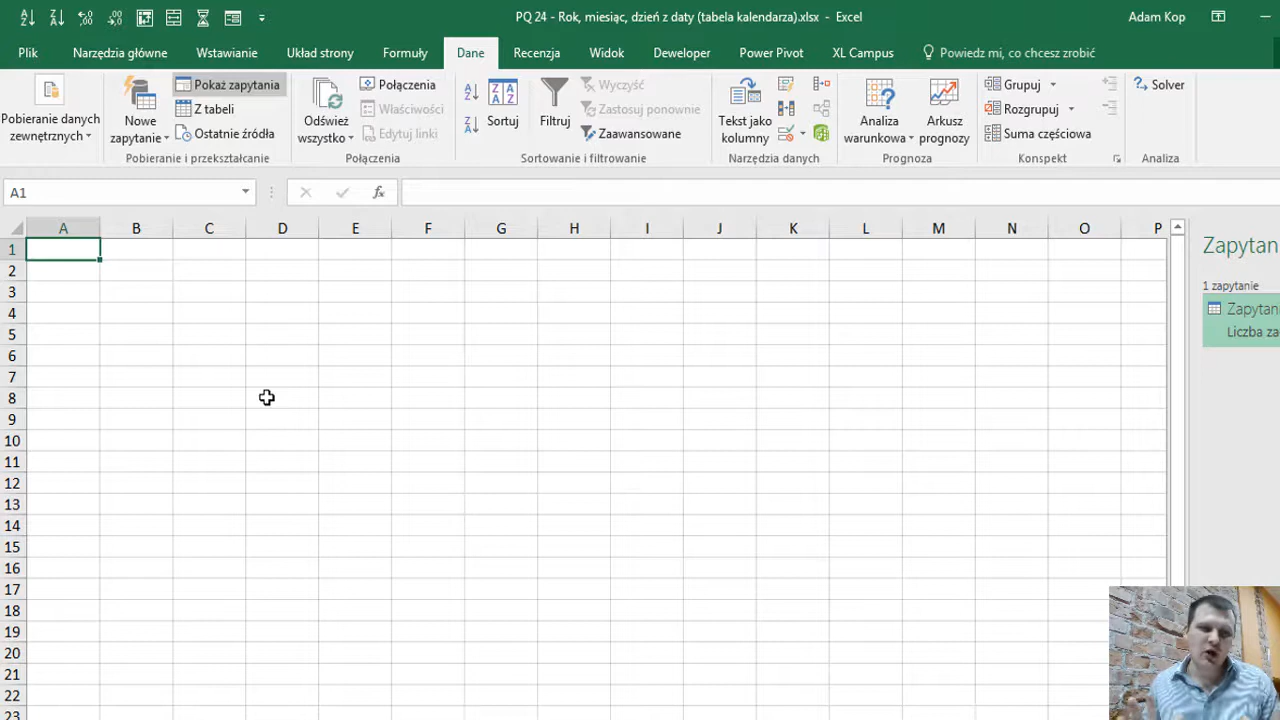 PQ 24 - Rok, miesiąc, dzień z daty (tabela kalendarza).xlsx - Excel
Adam Kop
Plik
Narzędzia główne
Wstawianie
Układ strony
Formuły
Dane
Recenzja
Widok
Deweloper
Power Pivot
XL Campus
Powiedz mi, co chcesz zrobić
Pobieranie danych
zewnętrznych
Nowe
zapytanie
Pokaż zapytania
Z tabeli
Ostatnie źródła
Pobieranie i przekształcanie
Odśwież
wszystko
Połączenia
Właściwości
Edytuj linki
Połączenia
Sortuj
Filtruj
Wyczyść
Zastosuj ponownie
Zaawansowane
Sortowanie i filtrowanie
Tekst jako
kolumny
Narzędzia danych
Analiza
warunkowa
Arkusz
prognozy
Prognoza
Grupuj
Rozgrupuj
Suma częściowa
Konspekt
Solver
Analiza
A1
fx
A B C D E F G H I J K L M N O P
1
2
3
4
5
6
7
8
9
10
11
12
13
14
15
16
17
18
19
20
21
22
23
Zapytan
1 zapytanie
Zapytan
Liczba za